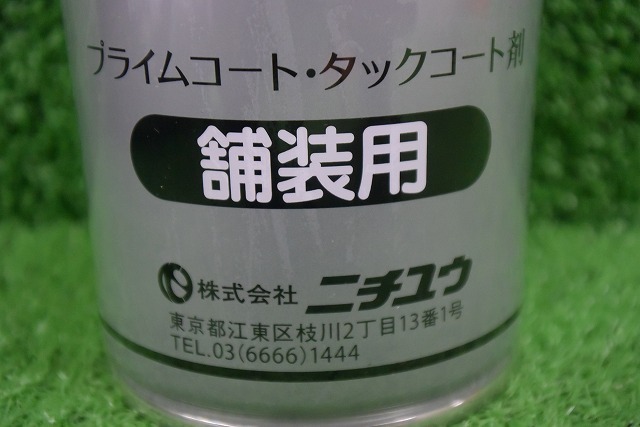 プライムコート・タックコート剤
舗装用
株式会社 ニチユウ
東京都江東区枝川2丁目13番1号
TEL.03(6666)1444